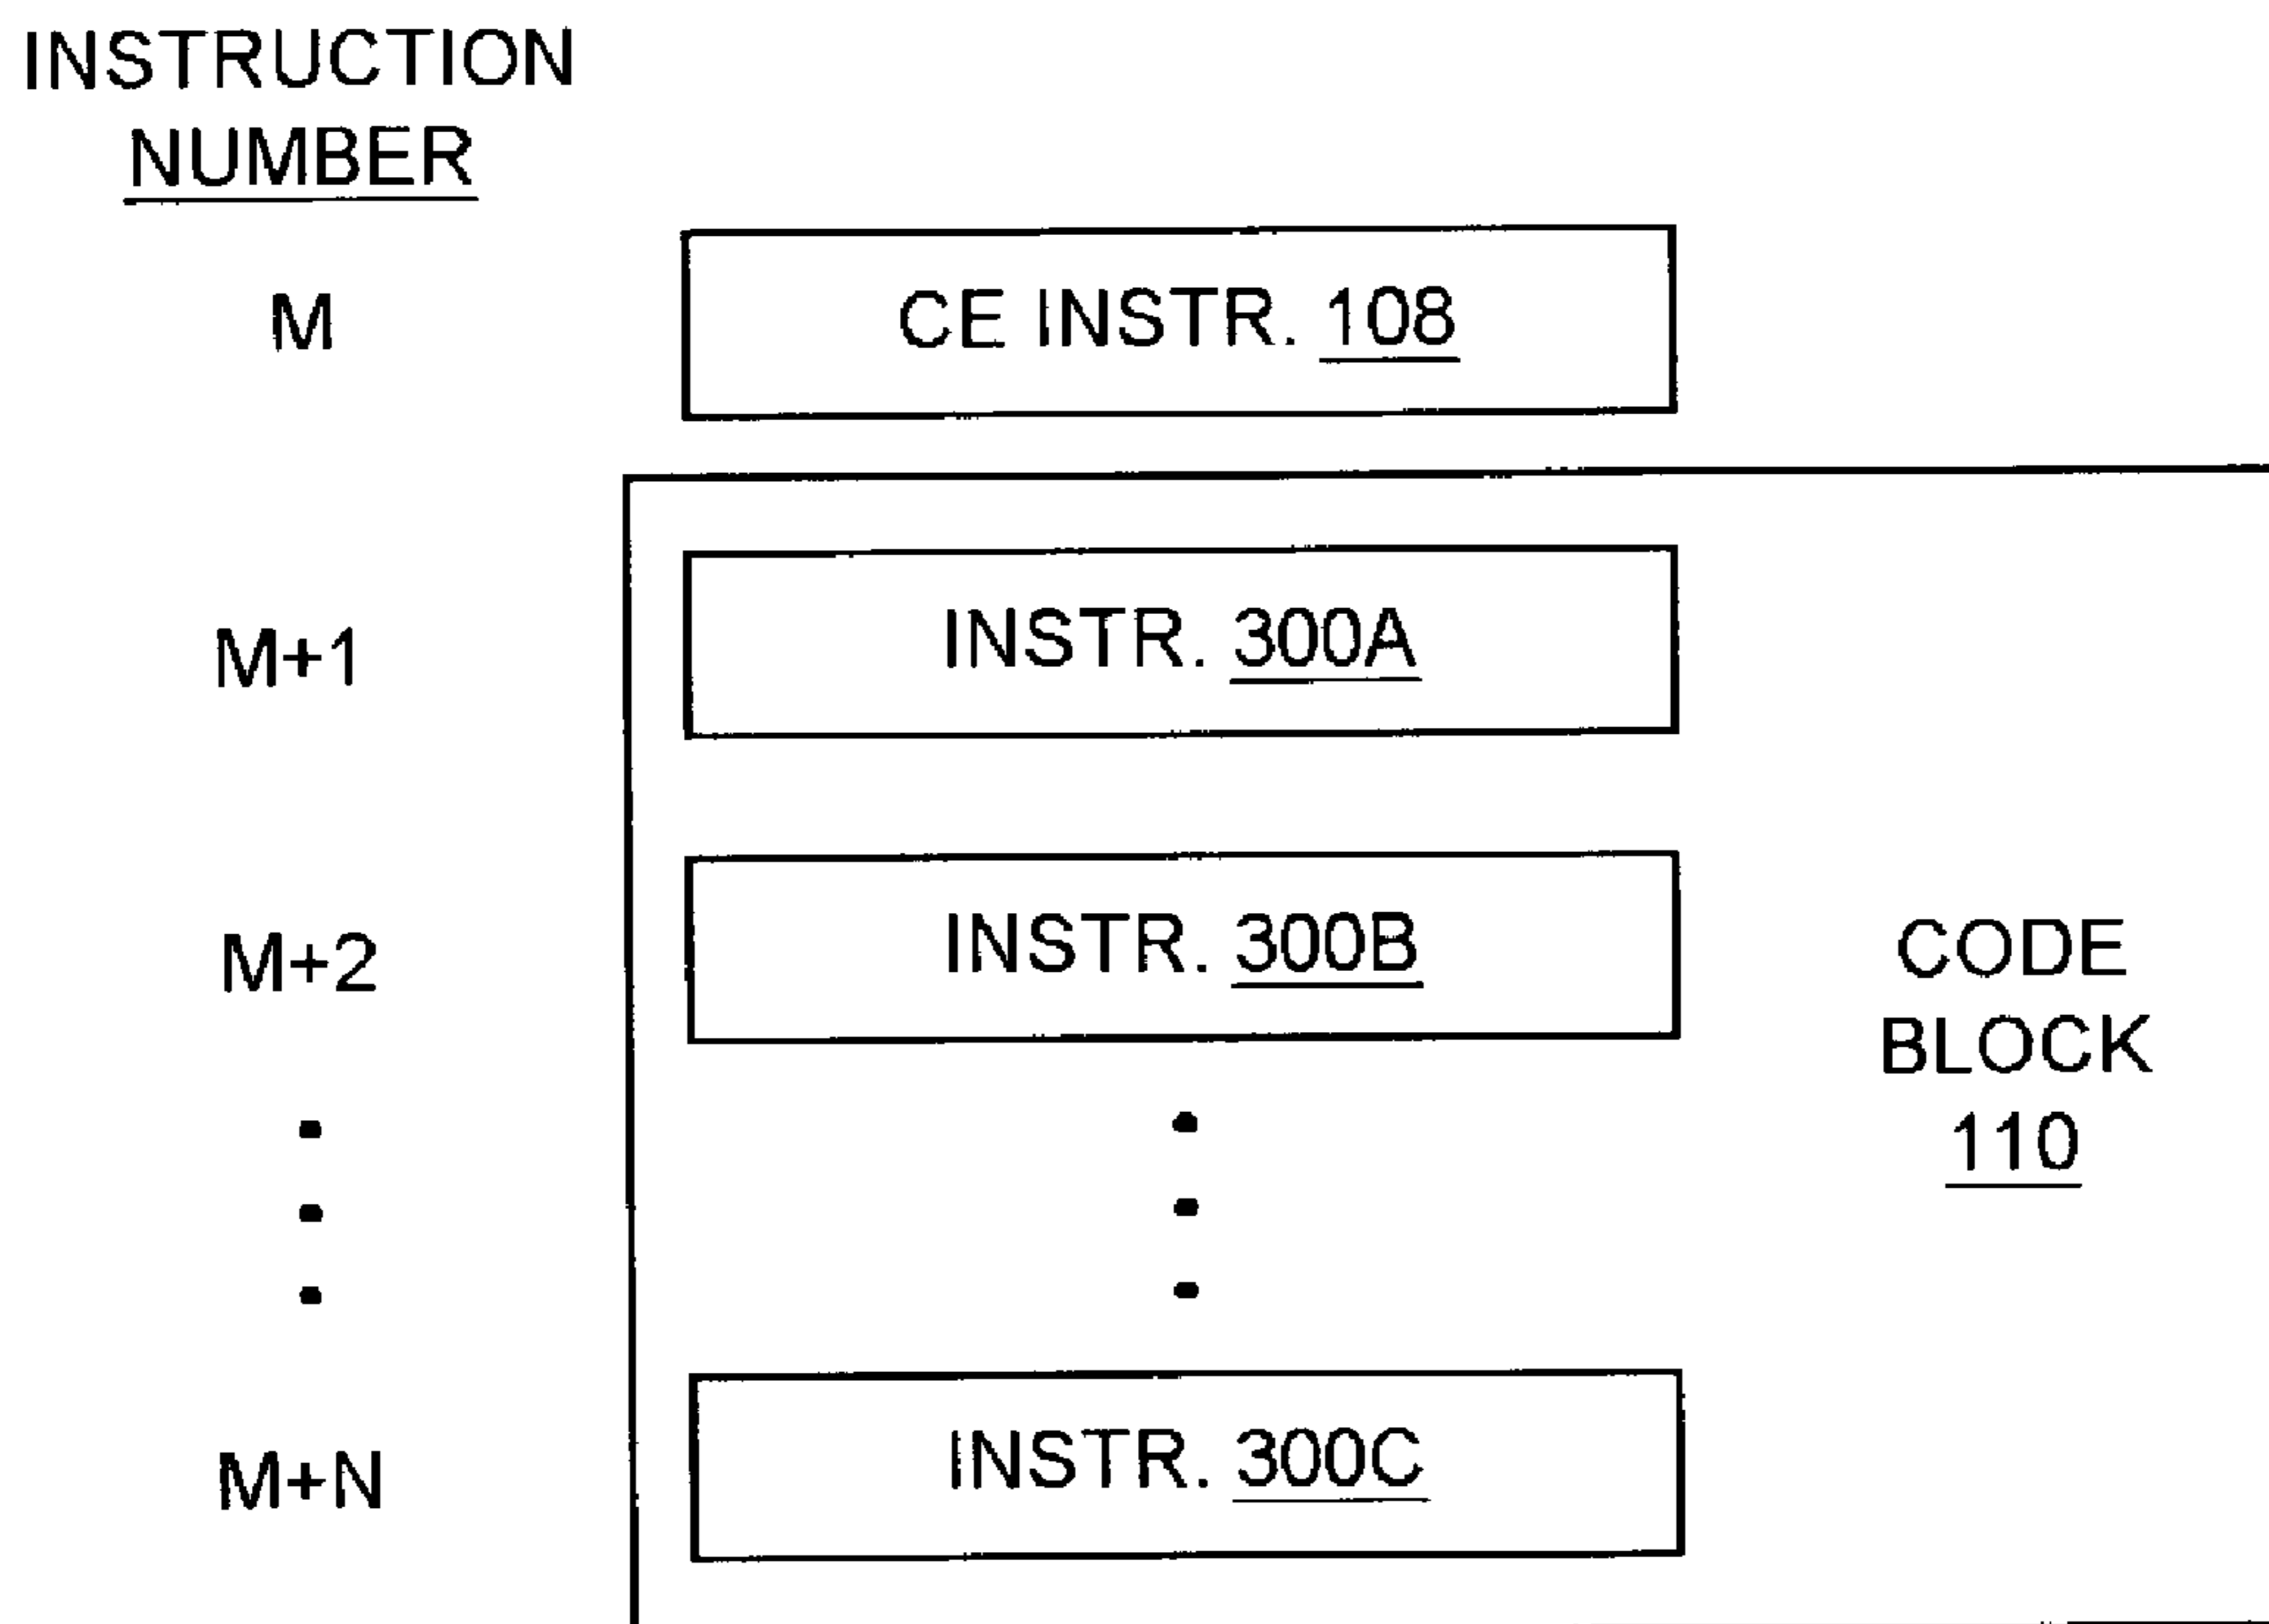 INSTRUCTION
NUMBER
M
CE INSTR. 108
M+1
INSTR. 300A
M+2
INSTR. 300B
CODE
BLOCK
110
M+N
INSTR. 300C